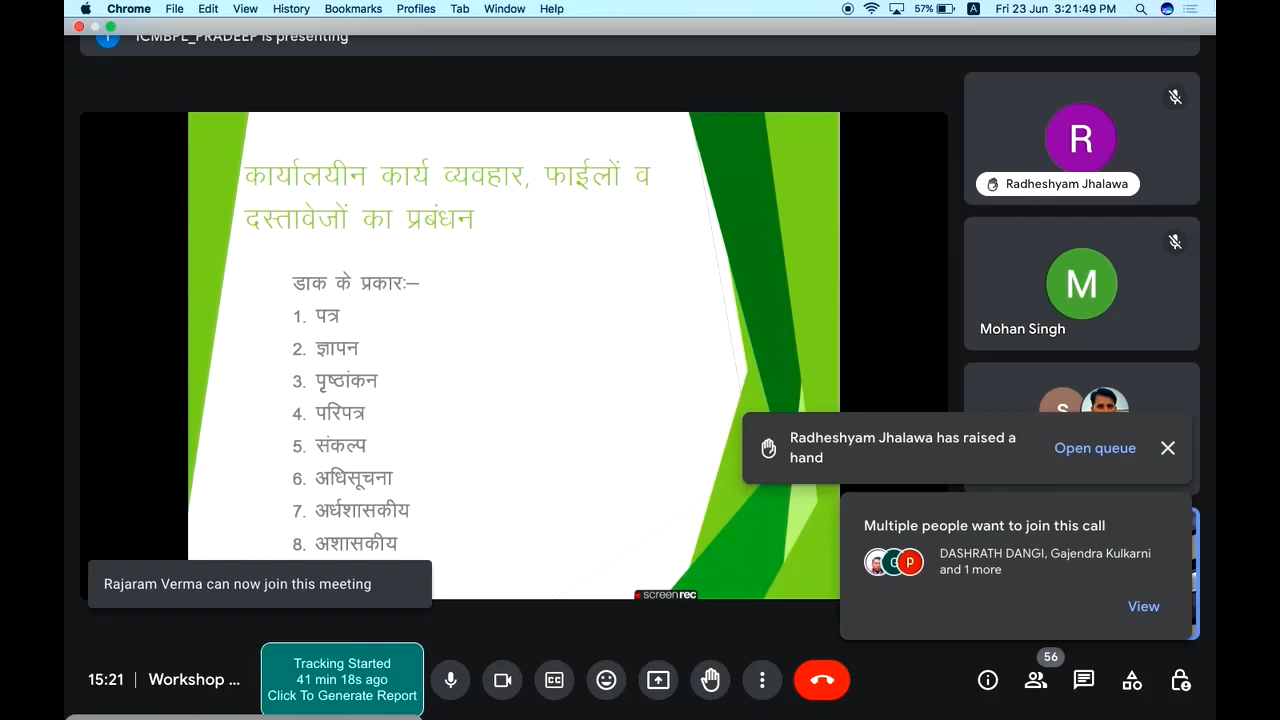 Chrome File Edit View History Bookmarks Profiles Tab Window Help 57% A Fri 23 Jun 3:21:49 PM
ICMBPL_PRADEEP is presenting
कार्यालयीन कार्य व्यवहार, फाईलों व
दस्तावेजों का प्रबंधन
डाक के प्रकारः–
1. पत्र
2. ज्ञापन
3. पृष्ठांकन
4. परिपत्र
5. संकल्प
6. अधिसूचना
7. अर्धशासकीय
8. अशासकीय
screenrec
R
Radheshyam Jhalawa
M
Mohan Singh
S
Radheshyam Jhalawa has raised a
hand
Open queue
Multiple people want to join this call
G P
DASHRATH DANGI, Gajendra Kulkarni
and 1 more
View
Rajaram Verma can now join this meeting
15:21 | Workshop ...
Tracking Started
41 min 18s ago
Click To Generate Report
56